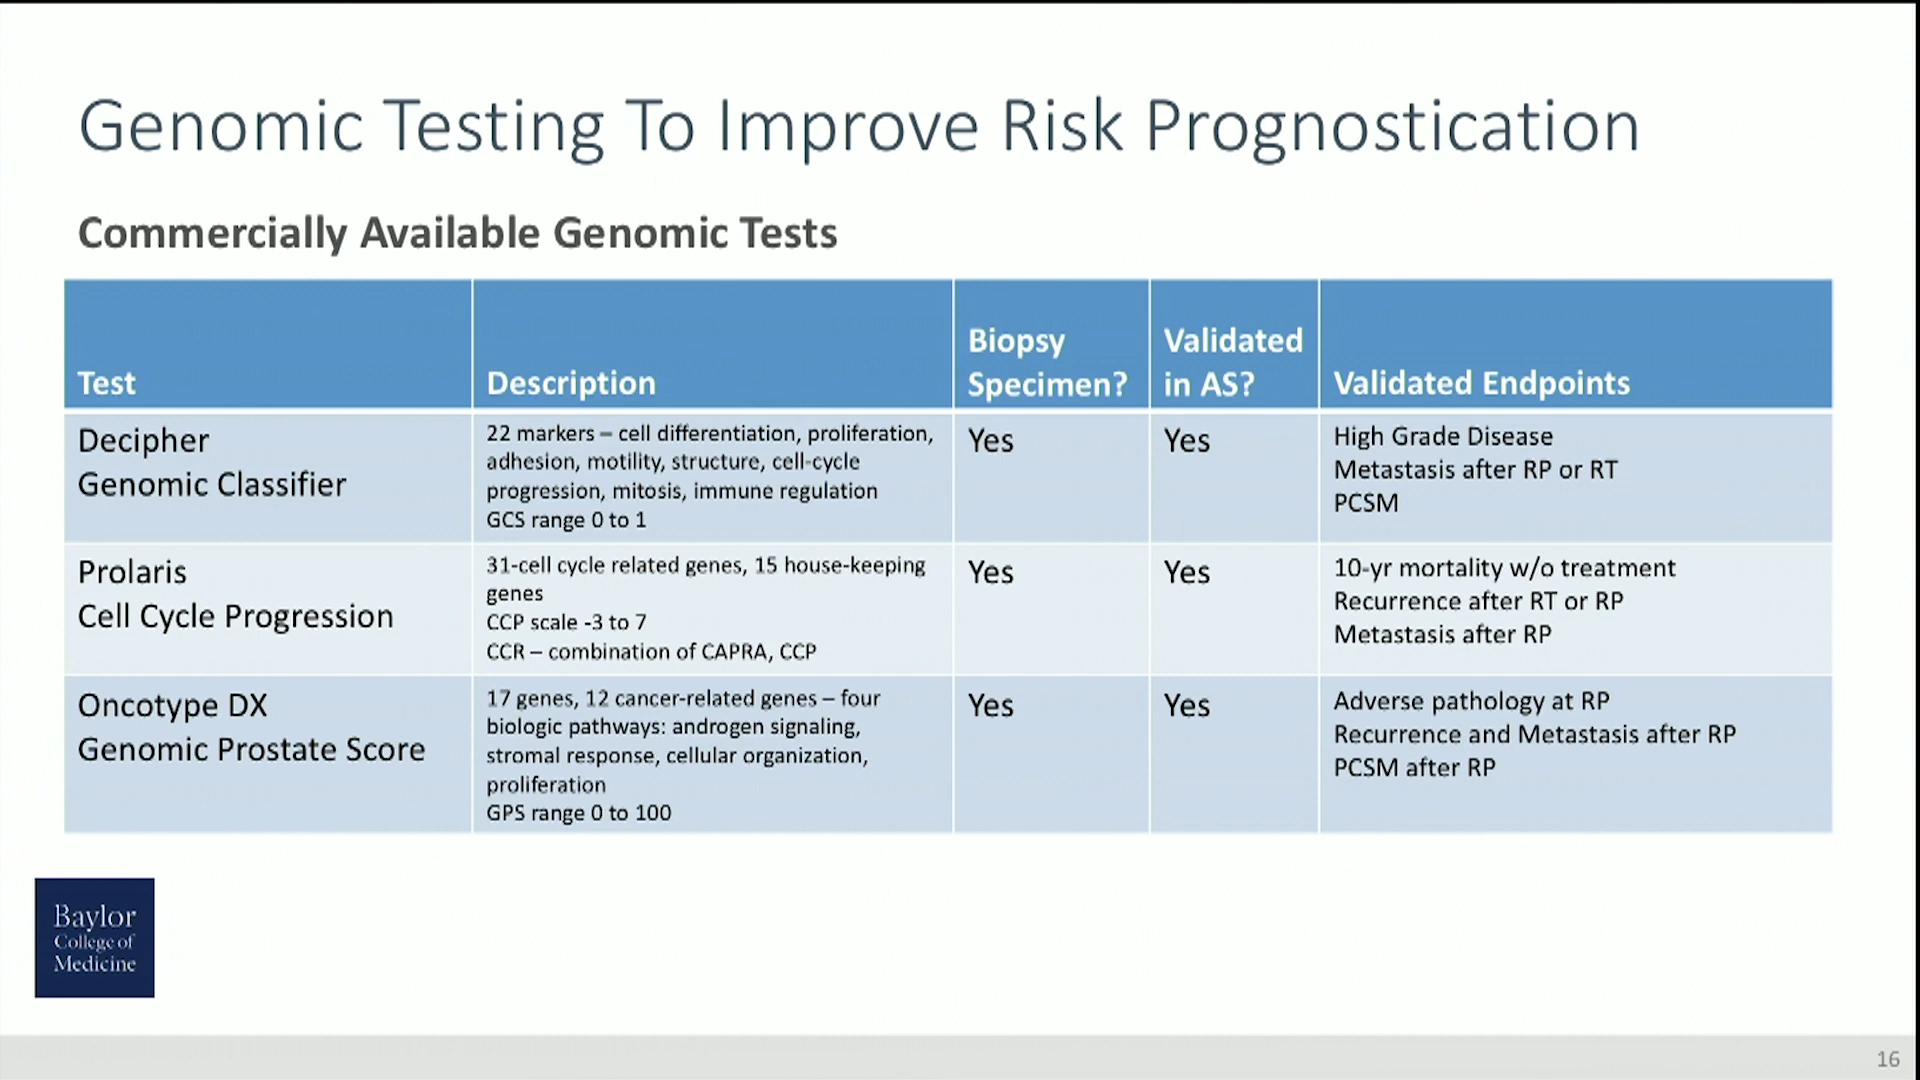 Genomic Testing To Improve Risk Prognostication
Commercially Available Genomic Tests
Test
Description
Biopsy
Specimen?
Validated
in AS?
Validated Endpoints
Decipher
Genomic Classifier
22 markers – cell differentiation, proliferation,
adhesion, motility, structure, cell-cycle
progression, mitosis, immune regulation
GCS range 0 to 1
Yes
Yes
High Grade Disease
Metastasis after RP or RT
PCSM
Prolaris
Cell Cycle Progression
31-cell cycle related genes, 15 house-keeping
genes
CCP scale -3 to 7
CCR – combination of CAPRA, CCP
Yes
Yes
10-yr mortality w/o treatment
Recurrence after RT or RP
Metastasis after RP
Oncotype DX
Genomic Prostate Score
17 genes, 12 cancer-related genes – four
biologic pathways: androgen signaling,
stromal response, cellular organization,
proliferation
GPS range 0 to 100
Yes
Yes
Adverse pathology at RP
Recurrence and Metastasis after RP
PCSM after RP
Baylor
College of
Medicine
16